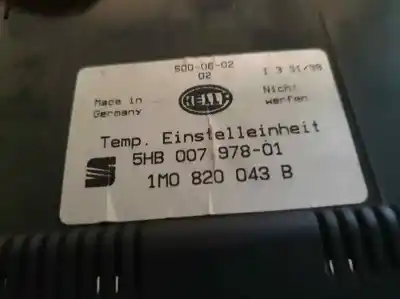 500-06-02
02
1 3 91/99
Made in
Germany
HELLA
Nicht
werfen
Temp. Einstelleinheit
5HB 007 978-01
1M0 820 043 B